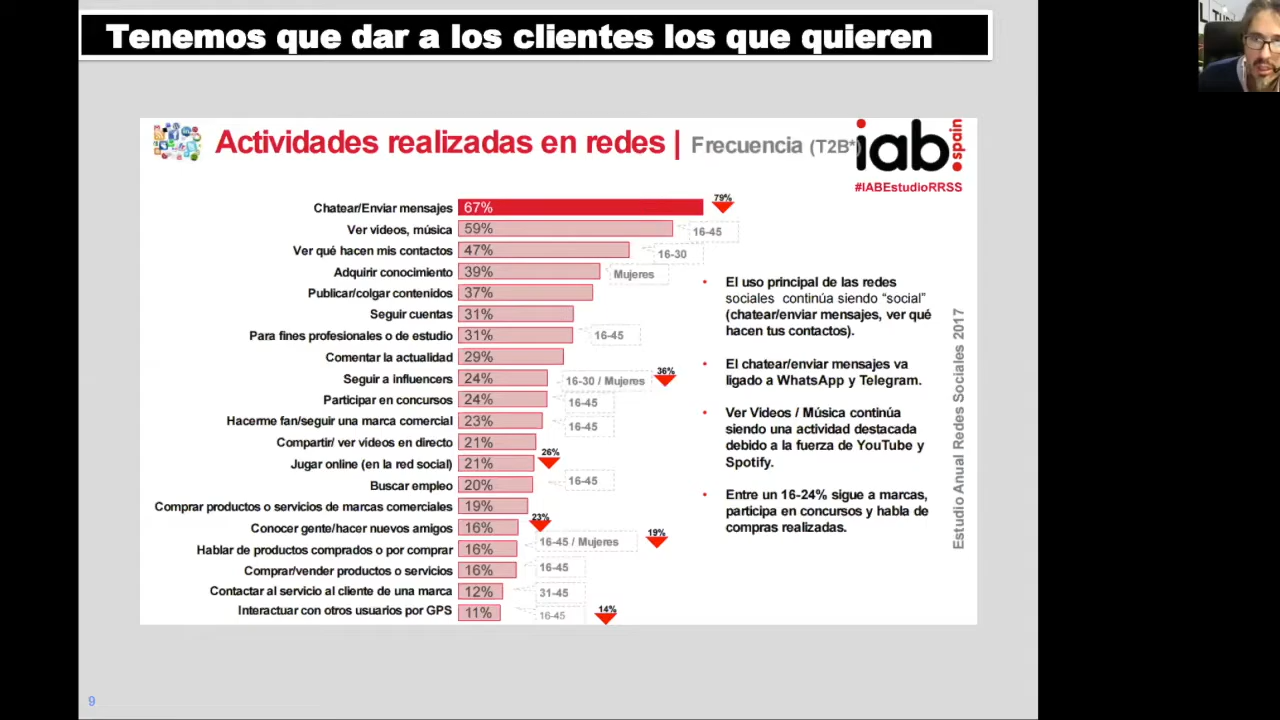 Tenemos que dar a los clientes los que quieren
Actividades realizadas en redes | Frecuencia (T2B*)
iab spain
#IABEstudioRRSS
Chatear/Enviar mensajes 67% 79%
Ver videos, música 59% 16-45
Ver qué hacen mis contactos 47% 16-30
Adquirir conocimiento 39% Mujeres
Publicar/colgar contenidos 37%
Seguir cuentas 31%
Para fines profesionales o de estudio 31% 16-45
Comentar la actualidad 29%
Seguir a influencers 24% 16-30 / Mujeres 36%
Participar en concursos 24% 16-45
Hacerme fan/seguir una marca comercial 23% 16-45
Compartir/ ver vídeos en directo 21%
Jugar online (en la red social) 21% 26%
Buscar empleo 20% 16-45
Comprar productos o servicios de marcas comerciales 19%
Conocer gente/hacer nuevos amigos 16% 23%
Hablar de productos comprados o por comprar 16% 16-45 / Mujeres 19%
Comprar/vender productos o servicios 16% 16-45
Contactar al servicio al cliente de una marca 12% 31-45
Interactuar con otros usuarios por GPS 11% 16-45 14%
• El uso principal de las redes
sociales continúa siendo “social”
(chatear/enviar mensajes, ver qué
hacen tus contactos).
• El chatear/enviar mensajes va
ligado a WhatsApp y Telegram.
• Ver Videos / Música continúa
siendo una actividad destacada
debido a la fuerza de YouTube y
Spotify.
• Entre un 16-24% sigue a marcas,
participa en concursos y habla de
compras realizadas.
Estudio Anual Redes Sociales 2017
9